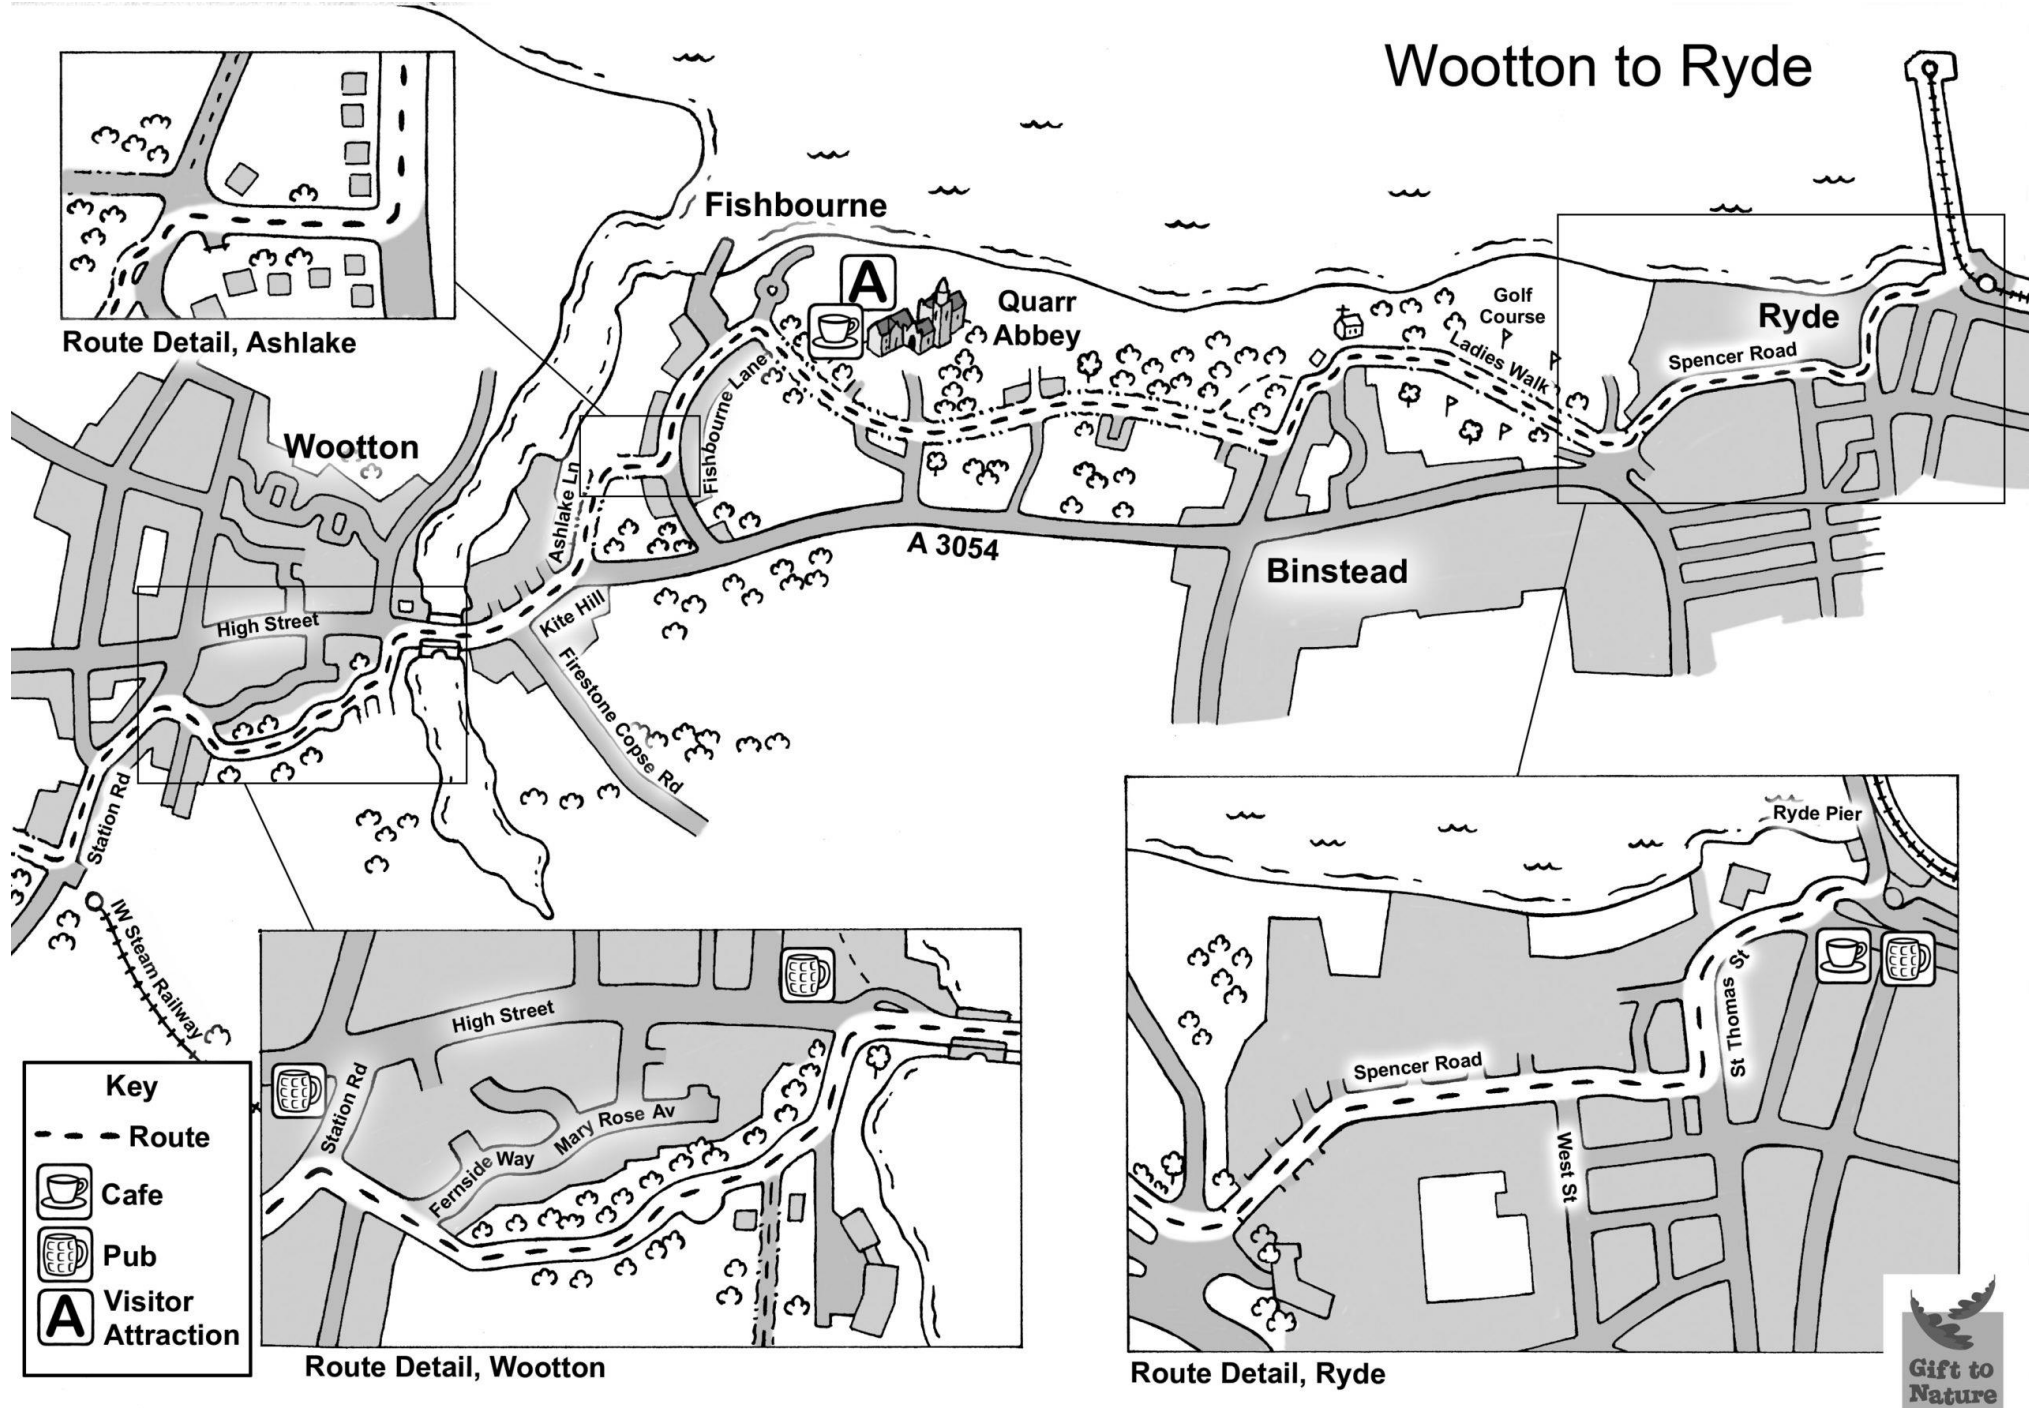 Wootton to Ryde
Route Detail, Ashlake
Fishbourne
A
Quarr
Abbey
Golf
Course
Ladies Walk
Ryde
Spencer Road
Wootton
Fishbourne Lane
Ashlake Ln
A 3054
Binstead
High Street
Kite Hill
Firestone Copse Rd
Station Rd
IW Steam Railway
Key
Route
Cafe
Pub
A
Visitor
Attraction
High Street
Station Rd
Mary Rose Av
Fernside Way
Route Detail, Wootton
Ryde Pier
St Thomas St
Spencer Road
West St
Route Detail, Ryde
Gift to
Nature